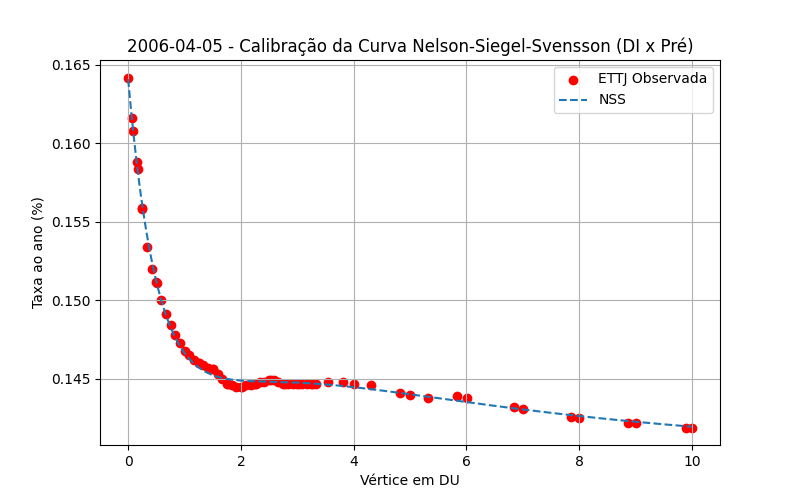 2006-04-05 - Calibração da Curva Nelson-Siegel-Svensson (DI x Pré)
ETTJ Observada
NSS
Taxa ao ano (%)
0.165
0.160
0.155
0.150
0.145
0 2 4 6 8 10
Vértice em DU